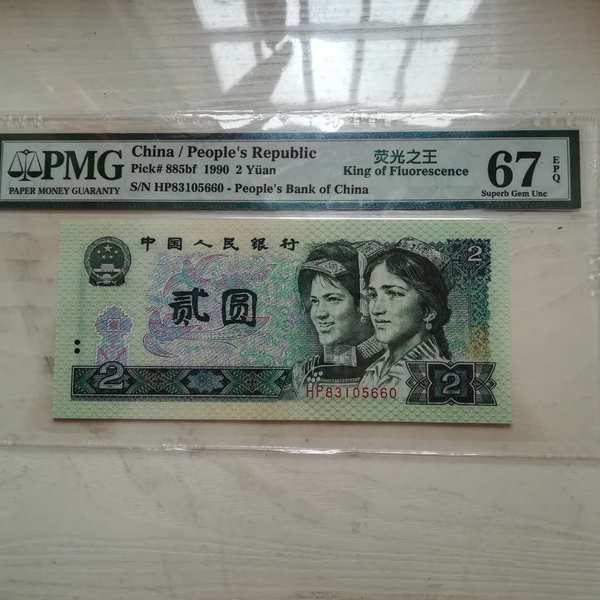 PMG
PAPER MONEY GUARANTY
China / People's Republic
Pick# 885bf 1990 2 Yüan
S/N HP83105660 - People's Bank of China
荧光之王
King of Fluorescence
67 EPQ
Superb Gem Unc
中国人民银行
2
贰圆
2
HP83105660
2